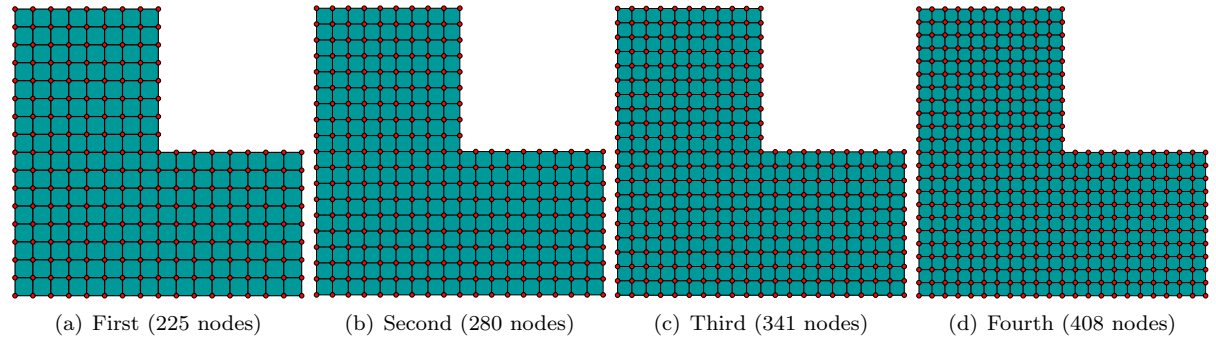 (a) First (225 nodes)
(b) Second (280 nodes)
(c) Third (341 nodes)
(d) Fourth (408 nodes)